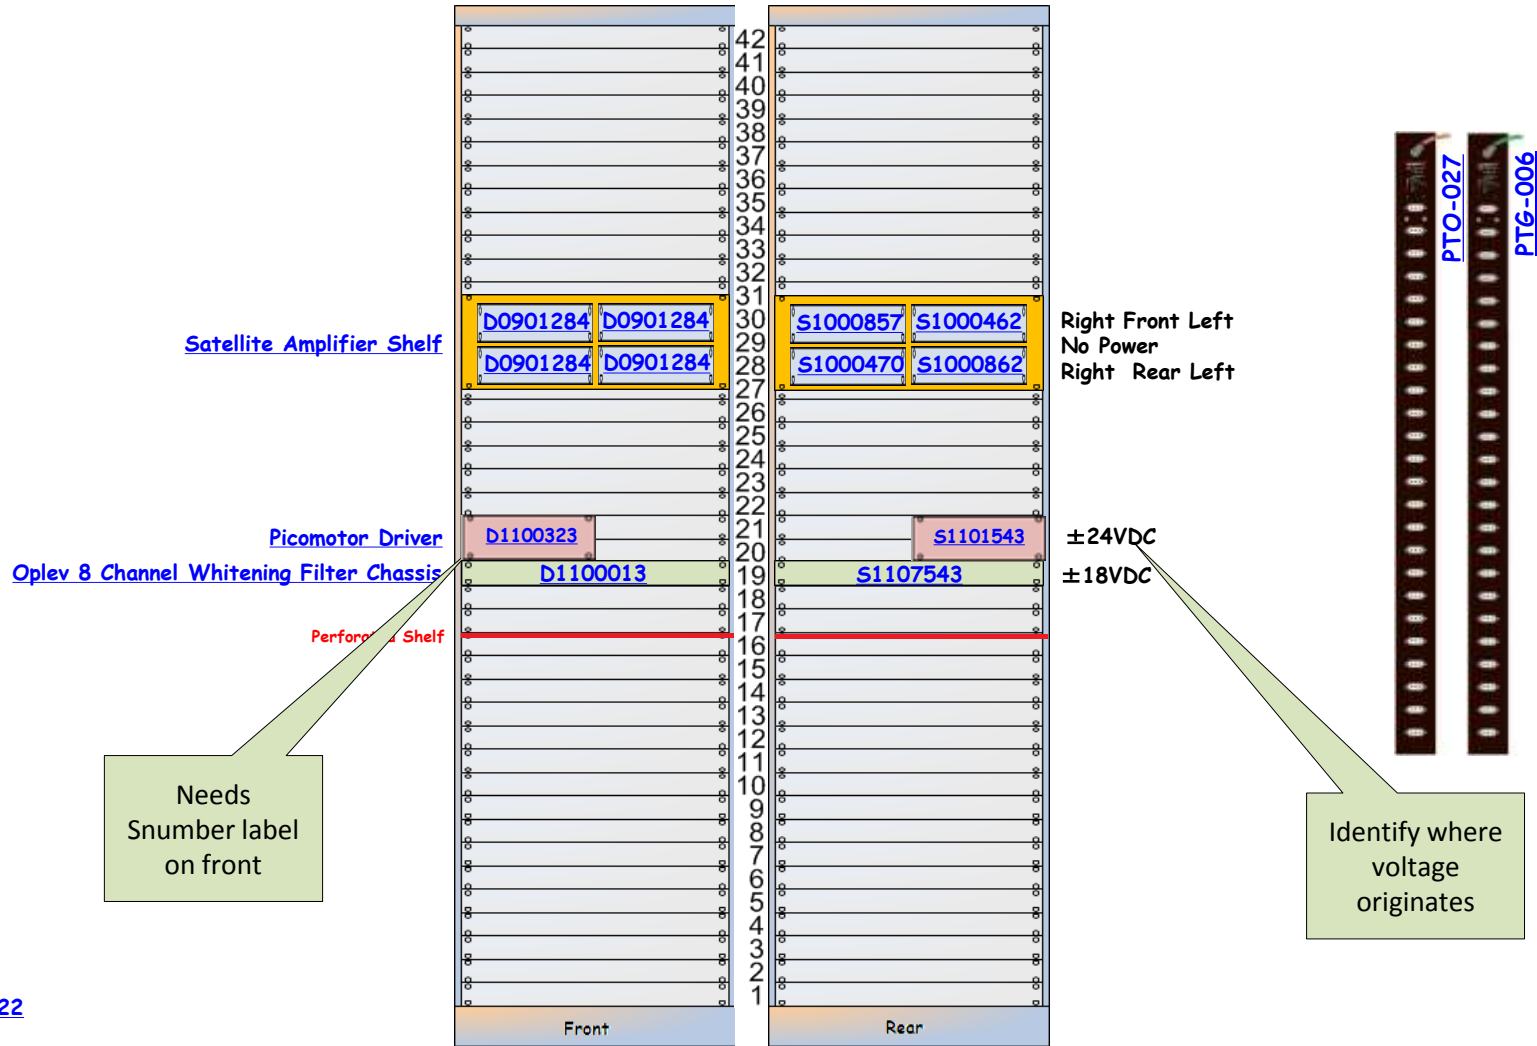 42
41
40
39
38
37
36
35
34
33
32
31
30
29
28
27
26
25
24
23
22
21
20
19
18
17
16
15
14
13
12
11
10
9
8
7
6
5
4
3
2
1
Satellite Amplifier Shelf
D0901284 D0901284
D0901284 D0901284
S1000857 S1000462
S1000470 S1000862
Right Front Left
No Power
Right Rear Left
Picomotor Driver
D1100323
S1101543
±24VDC
Oplev 8 Channel Whitening Filter Chassis
D1100013
S1107543
±18VDC
Shelf
Needs
Snumber label
on front
Identify where
voltage
originates
PTO-027
PTG-006
22
Front
Rear